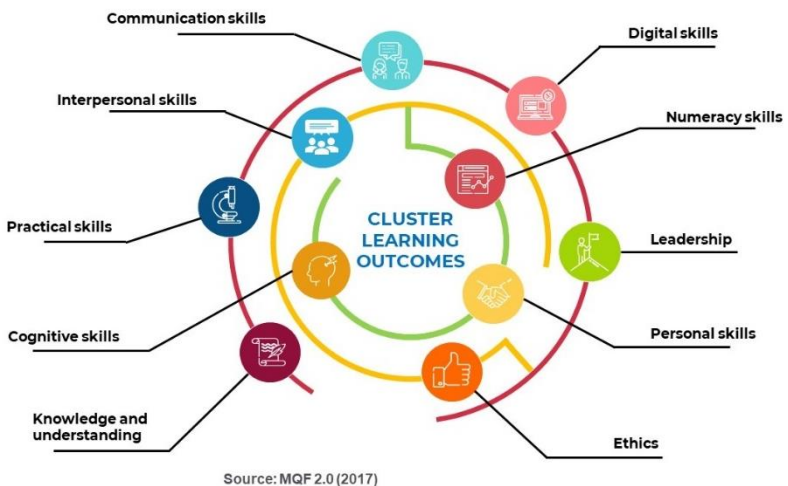 Communication skills
Digital skills
Interpersonal skills
Numeracy skills
Practical skills
CLUSTER
LEARNING
OUTCOMES
Leadership
Cognitive skills
Personal skills
Knowledge and
understanding
Ethics
Source: MQF 2.0 (2017)